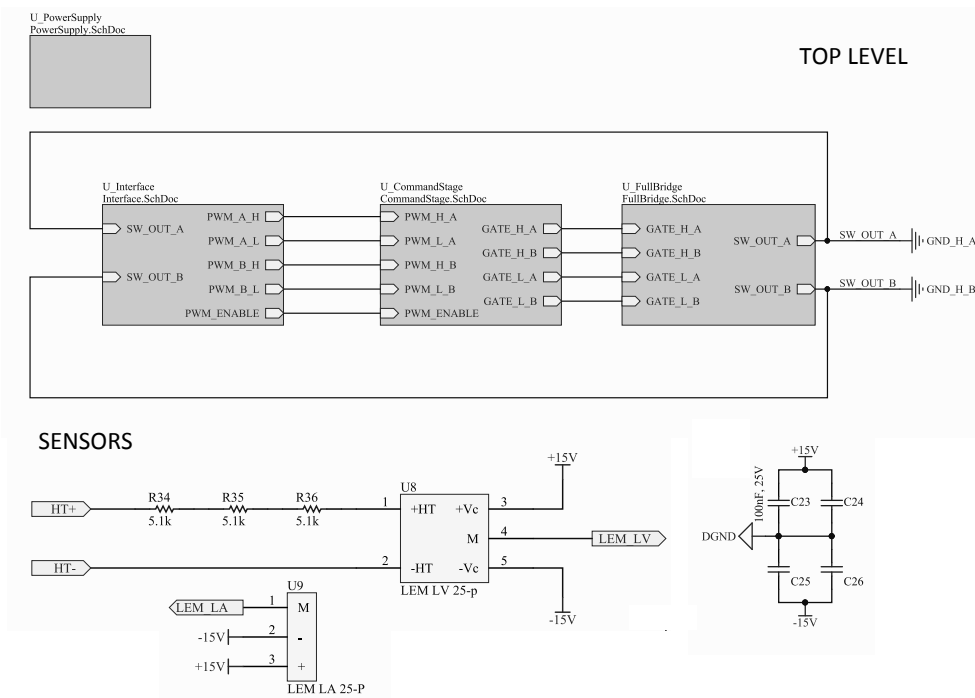 U_PowerSupply
PowerSupply.SchDoc
TOP LEVEL
U_Interface
Interface.SchDoc
SW_OUT_A
SW_OUT_B
PWM_A_H
PWM_A_L
PWM_B_H
PWM_B_L
PWM_ENABLE
U_CommandStage
CommandStage.SchDoc
PWM_H_A
PWM_L_A
PWM_H_B
PWM_L_B
PWM_ENABLE
GATE_H_A
GATE_H_B
GATE_L_A
GATE_L_B
U_FullBridge
FullBridge.SchDoc
GATE_H_A
GATE_H_B
GATE_L_A
GATE_L_B
SW_OUT_A
SW_OUT_B
SW_OUT_A
GND_H_A
SW_OUT_B
GND_H_B
SENSORS
HT+
R34
5.1k
R35
5.1k
R36
5.1k
HT-
U8
1
+HT
+Vc
3
M
4
2
-HT
-Vc
5
LEM LV 25-p
+15V
LEM_LV
-15V
U9
LEM_LA
1
M
-15V
2
-
+15V
3
+
LEM LA 25-P
+15V
100nF, 25V
C23
C24
DGND
C25
C26
-15V